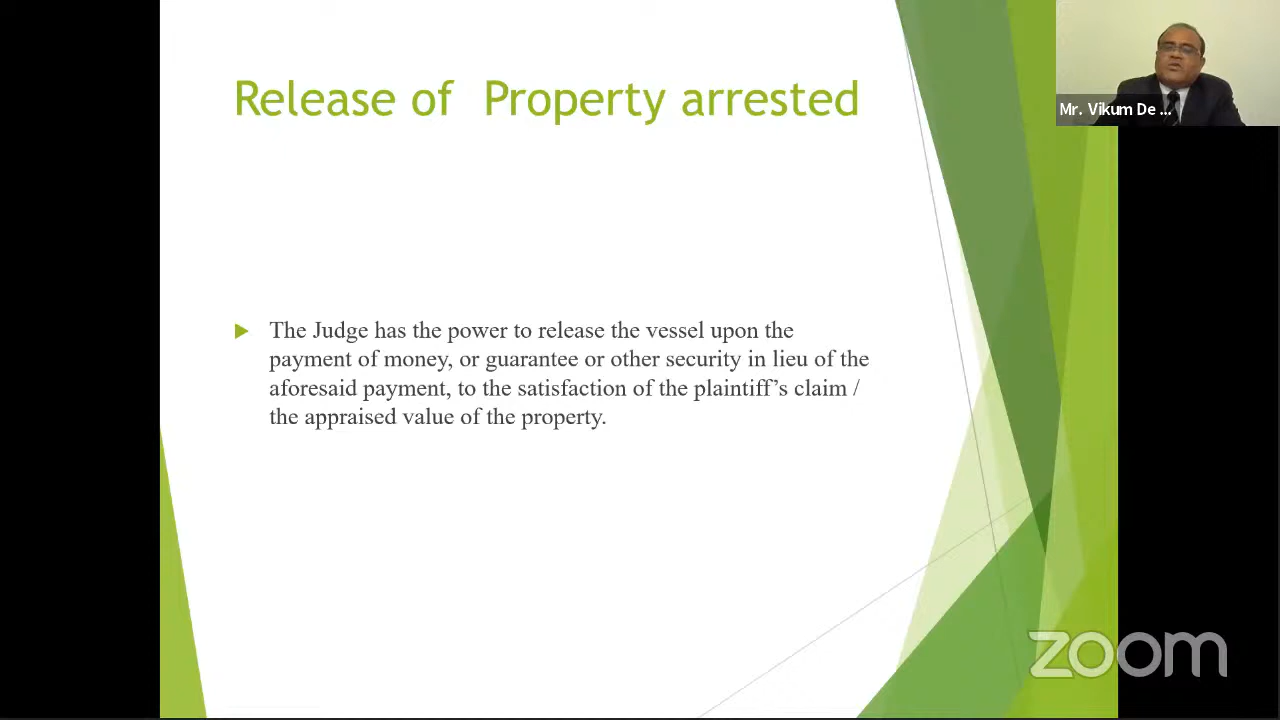 Release of Property arrested
Mr. Vikum De ...
The Judge has the power to release the vessel upon the
payment of money, or guarantee or other security in lieu of the
aforesaid payment, to the satisfaction of the plaintiff’s claim /
the appraised value of the property.
zoom